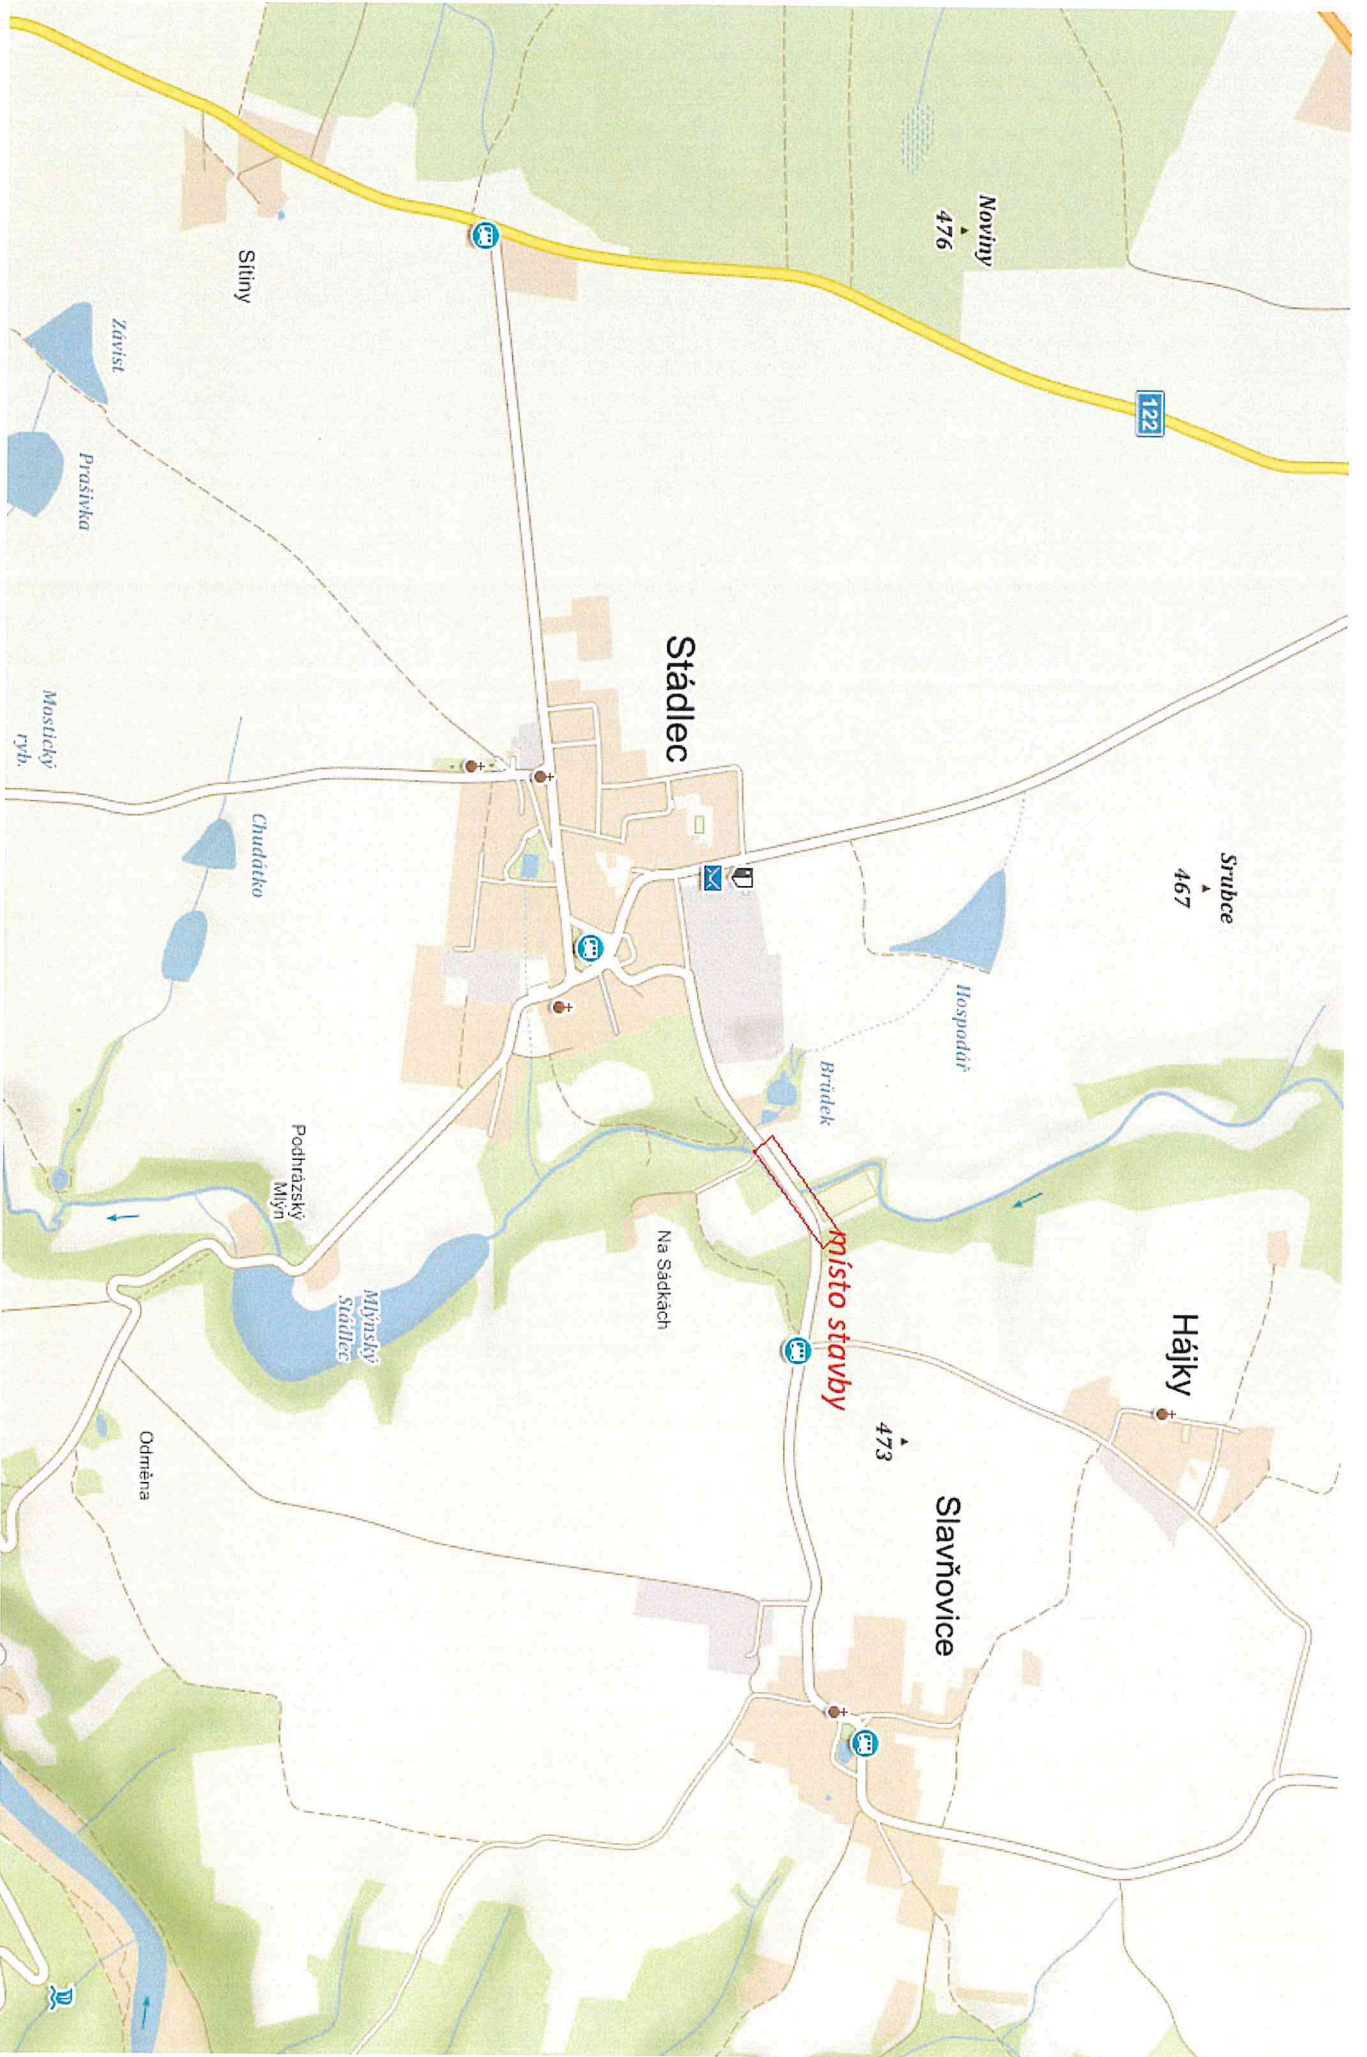 Noviny
476
122
Sítiny
Závist
Prašivka
Stádlec
Srubce
467
Mostický
ryb.
Chudátko
Hospodář
Brůdek
Podhrázský
Mlýn
Na Sádkách
místo stavby
Mlýnský
Stádlec
Hájky
473
Odměna
Slavňovice